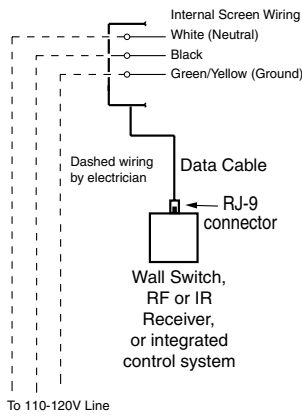 Internal Screen Wiring
White (Neutral)
Black
Green/Yellow (Ground)
Dashed wiring
by electrician
Data Cable
RJ-9
connector
Wall Switch,
RF or IR
Receiver,
or integrated
control system
To 110-120V Line